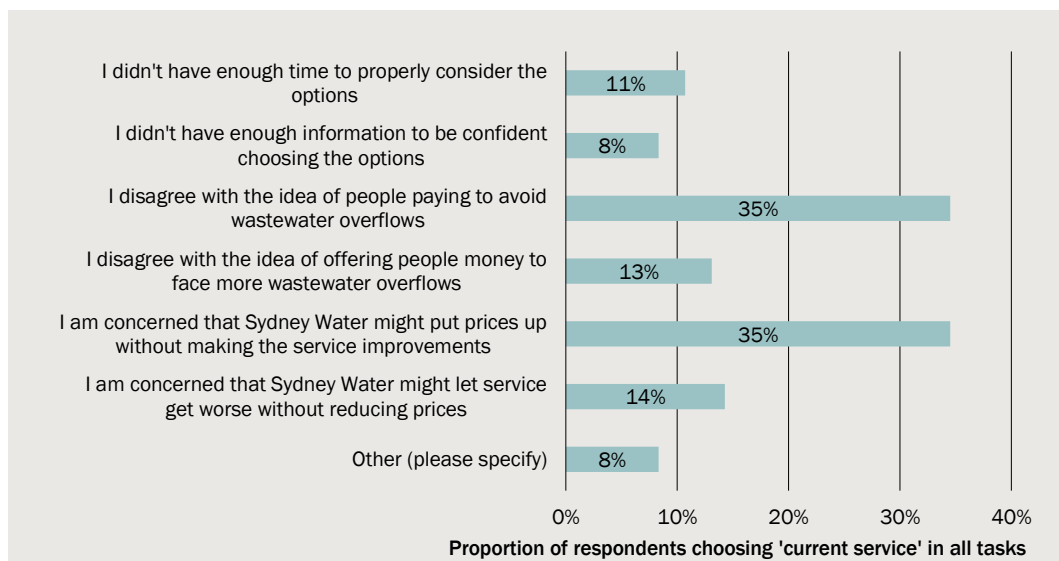 I didn't have enough time to properly consider the
options
11%
I didn't have enough information to be confident
choosing the options
8%
I disagree with the idea of people paying to avoid
wastewater overflows
35%
I disagree with the idea of offering people money to
face more wastewater overflows
13%
I am concerned that Sydney Water might put prices up
without making the service improvements
35%
I am concerned that Sydney Water might let service
get worse without reducing prices
14%
Other (please specify)
8%
0% 10% 20% 30% 40%
Proportion of respondents choosing 'current service' in all tasks